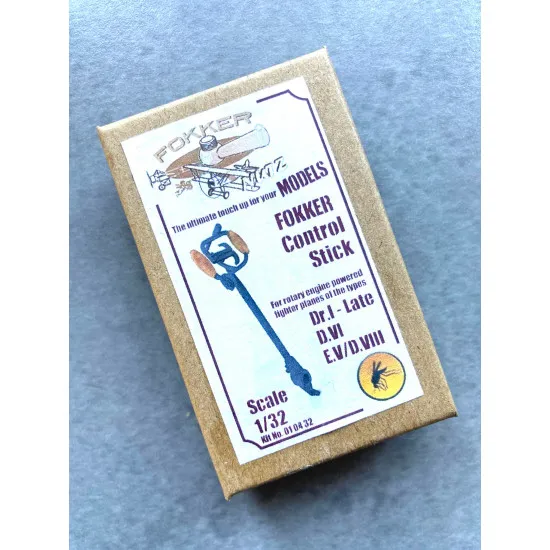 FOKKER
The ultimate touch up for your MODELS
FOKKER
Control
Stick
For rotary engine powered
fighter planes of the types
Dr.I - Late
D.VI
E.V/D.VIII
Scale
1/32
Kit No. 01 04 32